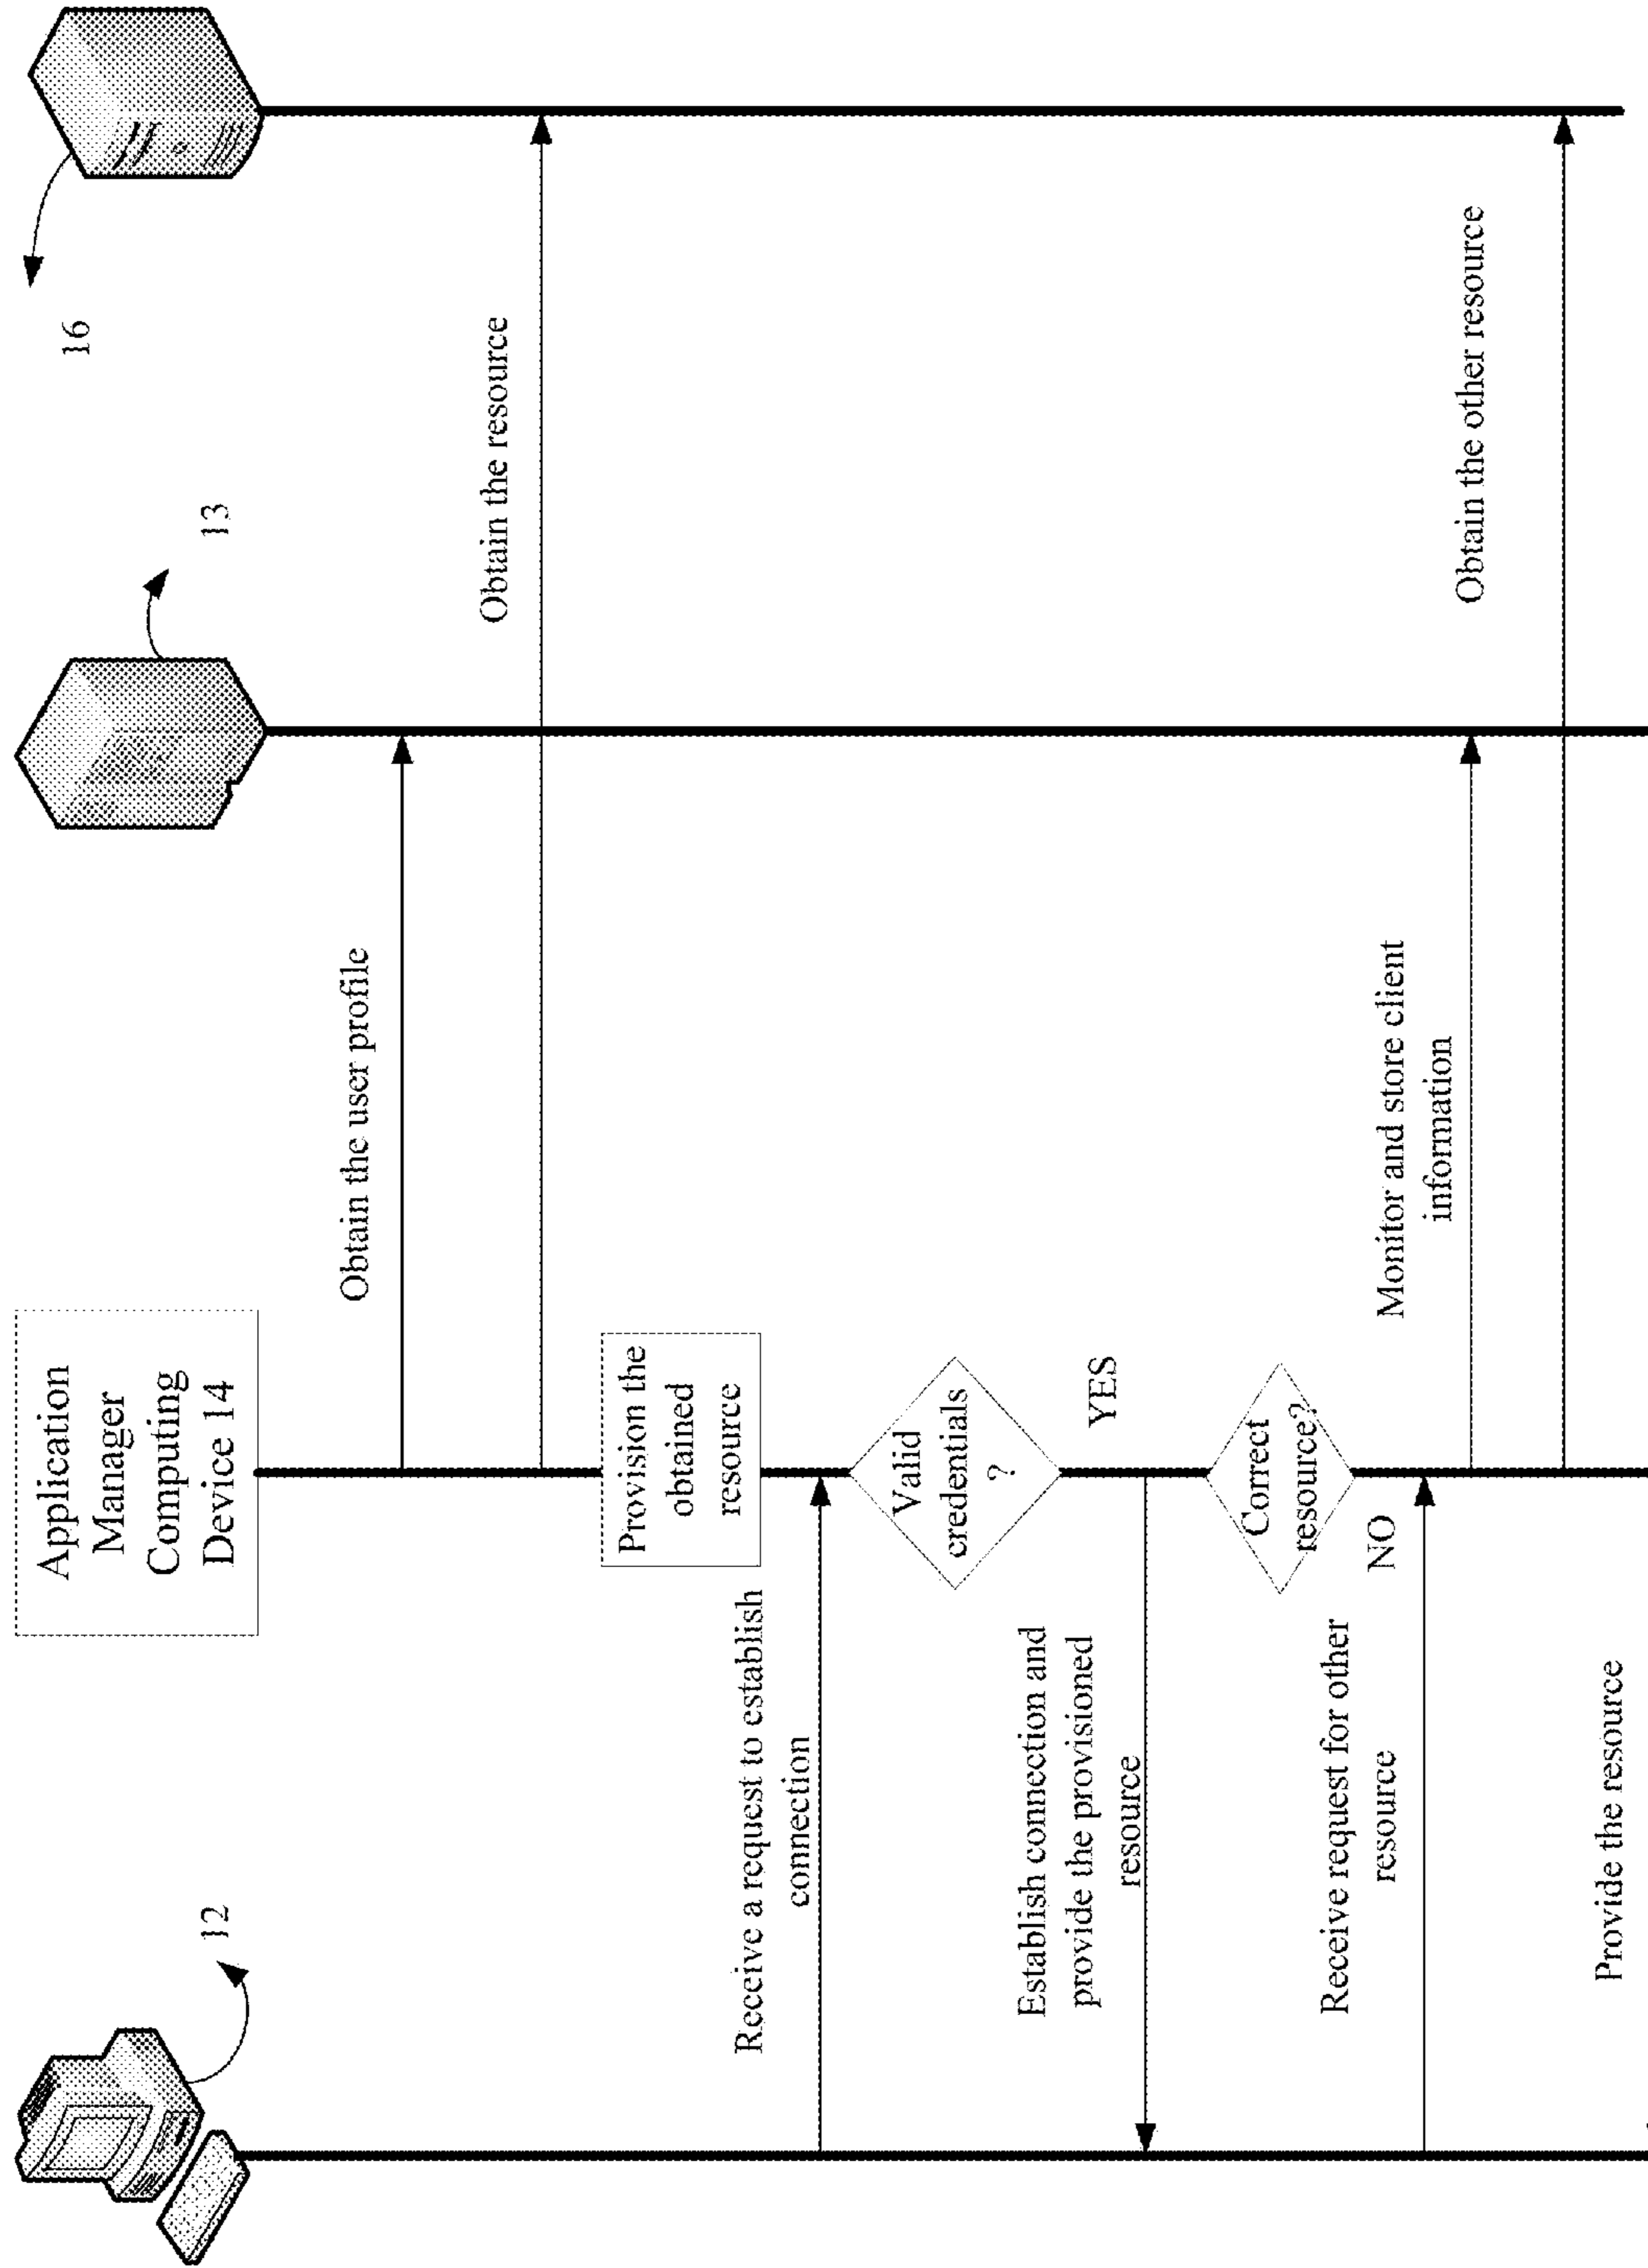 12
Application
Manager
Computing
Device 14
13
16
Obtain the user profile
Obtain the resource
Provision the
obtained
resource
Receive a request to establish
connection
Valid
credentials
?
YES
Establish connection and
provide the provisioned
resource
Correct
resource?
NO
Receive request for other
resource
Monitor and store client
information
Obtain the other resource
Provide the resource